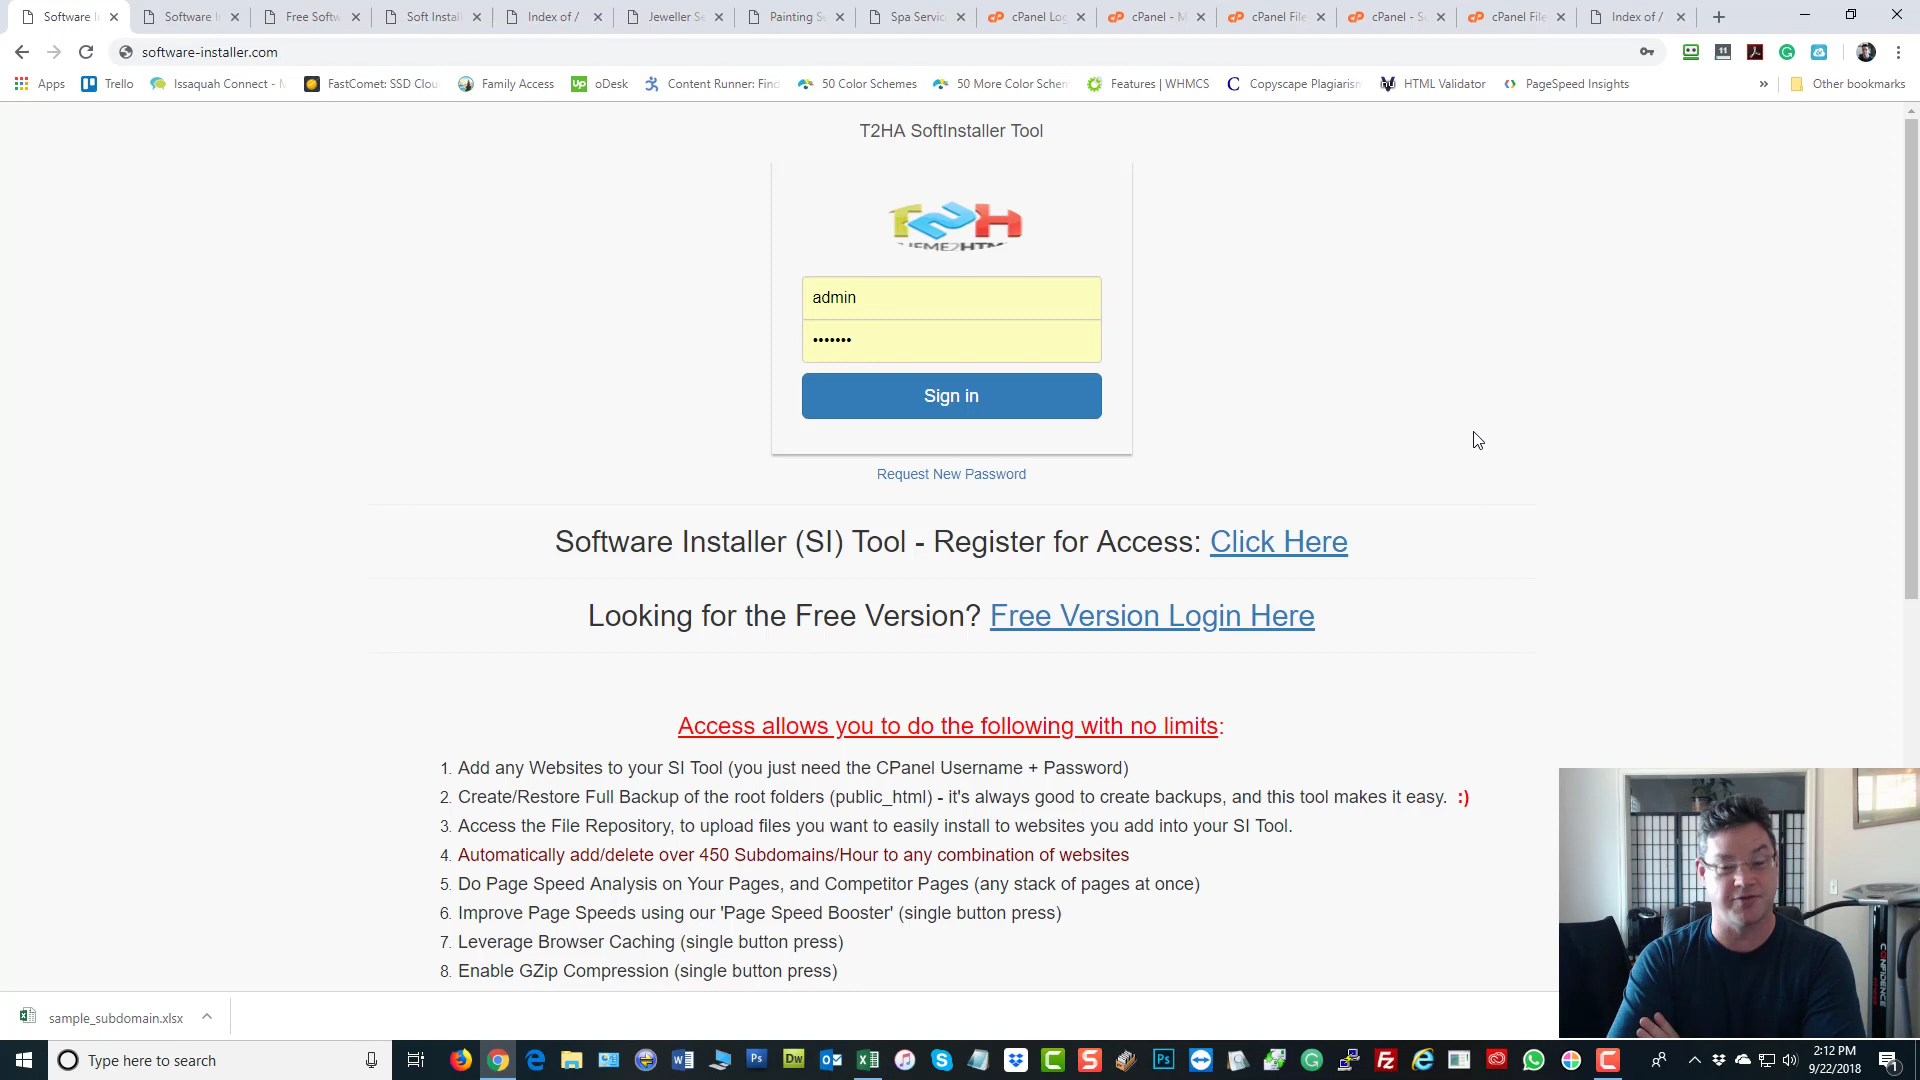 Software I
Software I
Free Softw
Soft Install
Index of /
Jeweller Se
Painting S
Spa Servic
cPanel Log
cPanel - M
cPanel File
cPanel - S
cPanel File
Index of /
software-installer.com
Apps
Trello
Issaquah Connect -
FastComet: SSD Clou
Family Access
Up
oDesk
Content Runner: Find
50 Color Schemes
50 More Color Schem
Features | WHMCS
Copyscape Plagiarism
HTML Validator
PageSpeed Insights
»
Other bookmarks
T2HA SoftInstaller Tool
T2H
admin
•••••••
Sign in
Request New Password
Software Installer (SI) Tool - Register for Access: Click Here
Looking for the Free Version? Free Version Login Here
Access allows you to do the following with no limits:
1. Add any Websites to your SI Tool (you just need the CPanel Username + Password)
2. Create/Restore Full Backup of the root folders (public_html) - it's always good to create backups, and this tool makes it easy. :)
3. Access the File Repository, to upload files you want to easily install to websites you add into your SI Tool.
4. Automatically add/delete over 450 Subdomains/Hour to any combination of websites
5. Do Page Speed Analysis on Your Pages, and Competitor Pages (any stack of pages at once)
6. Improve Page Speeds using our 'Page Speed Booster' (single button press)
7. Leverage Browser Caching (single button press)
8. Enable GZip Compression (single button press)
CONFIDENCE
sample_subdomain.xlsx
Type here to search
2:12 PM
9/22/2018